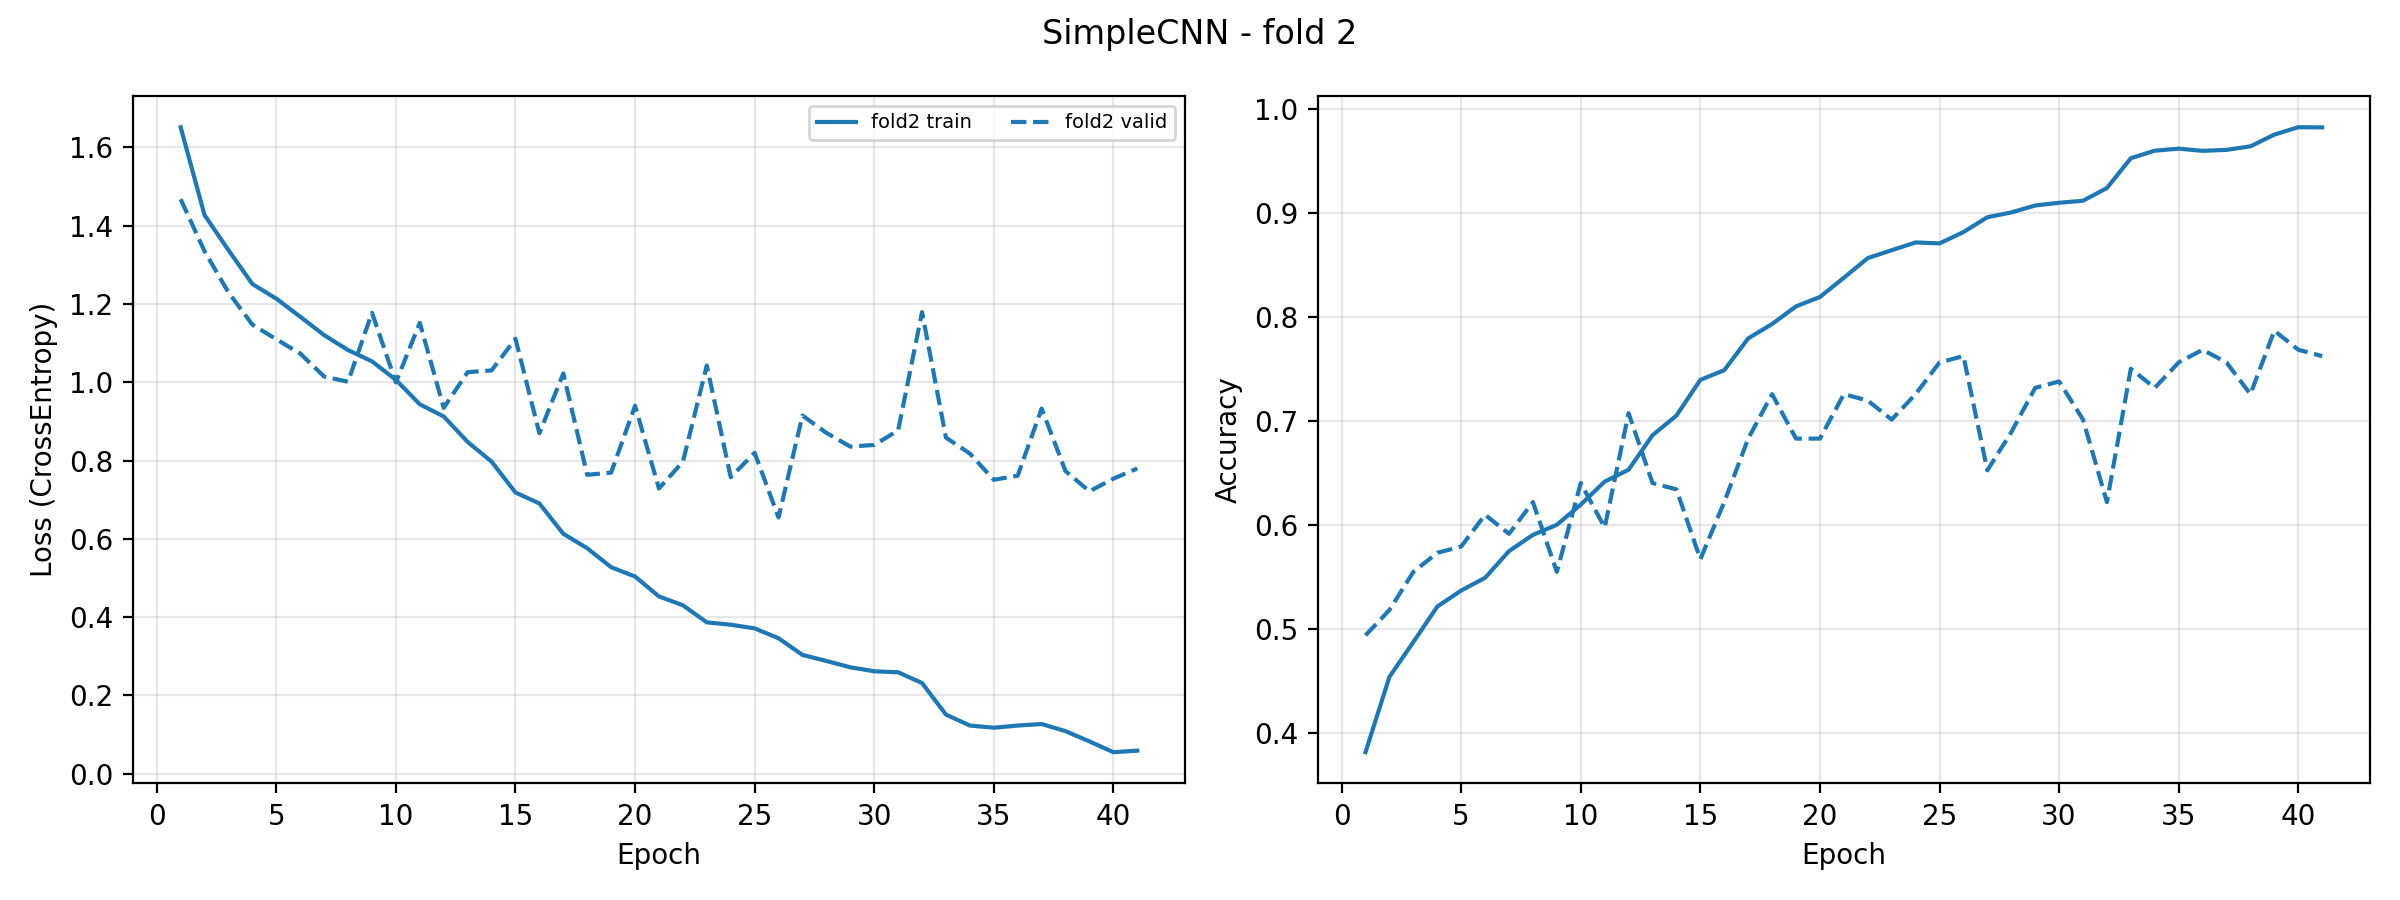 SimpleCNN - fold 2
fold2 train
fold2 valid
Loss (CrossEntropy)
1.6
1.4
1.2
1.0
0.8
0.6
0.4
0.2
0.0
0 5 10 15 20 25 30 35 40
Epoch
Accuracy
1.0
0.9
0.8
0.7
0.6
0.5
0.4
0 5 10 15 20 25 30 35 40
Epoch